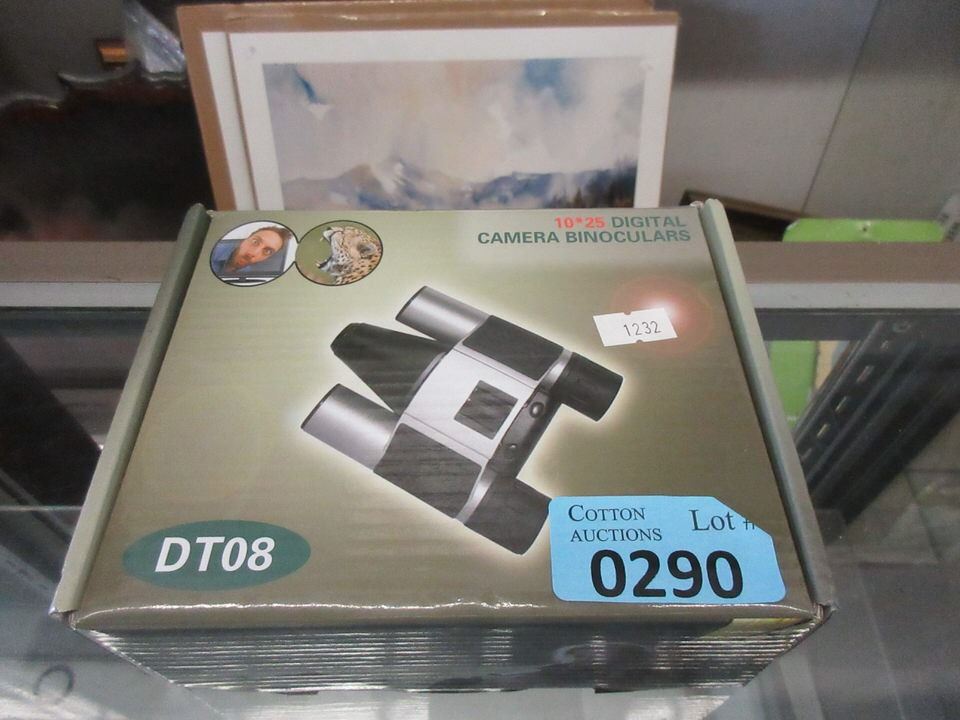 10*25 DIGITAL
CAMERA BINOCULARS
1232
DT08
COTTON
AUCTIONS
Lot #
0290